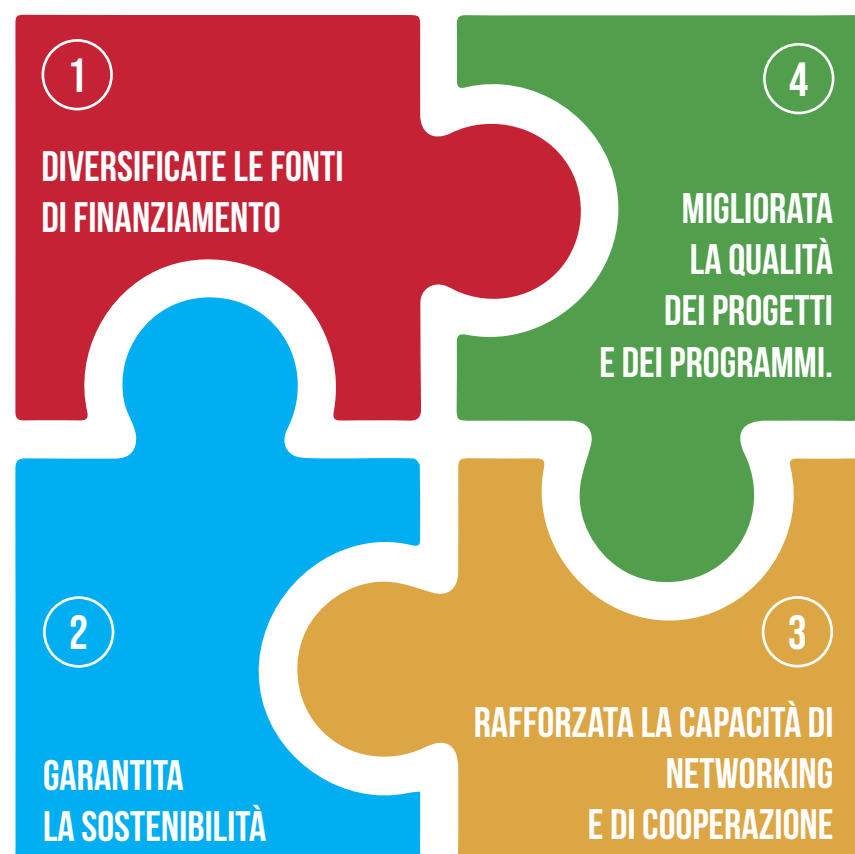 1
DIVERSIFICATE LE FONTI
DI FINANZIAMENTO
2
GARANTITA
LA SOSTENIBILITÀ
3
RAFFORZATA LA CAPACITÀ DI
NETWORKING
E DI COOPERAZIONE
4
MIGLIORATA
LA QUALITÀ
DEI PROGETTI
E DEI PROGRAMMI.